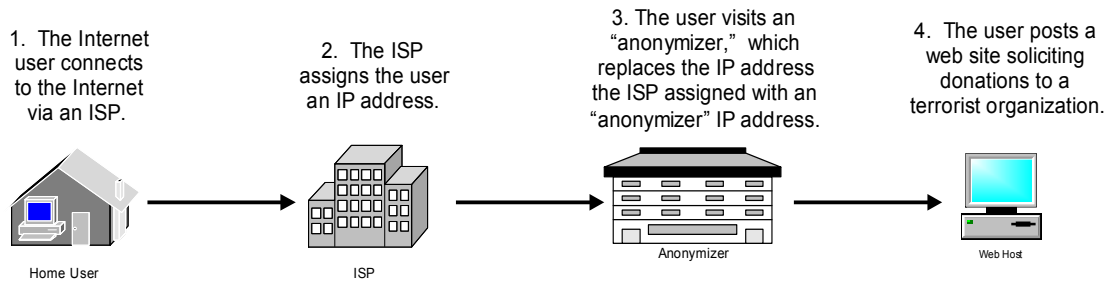 1. The Internet
user connects
to the Internet
via an ISP.
2. The ISP
assigns the user
an IP address.
3. The user visits an
“anonymizer,” which
replaces the IP address
the ISP assigned with an
“anonymizer” IP address.
4. The user posts a
web site soliciting
donations to a
terrorist organization.
Home User
ISP
Anonymizer
Web Host